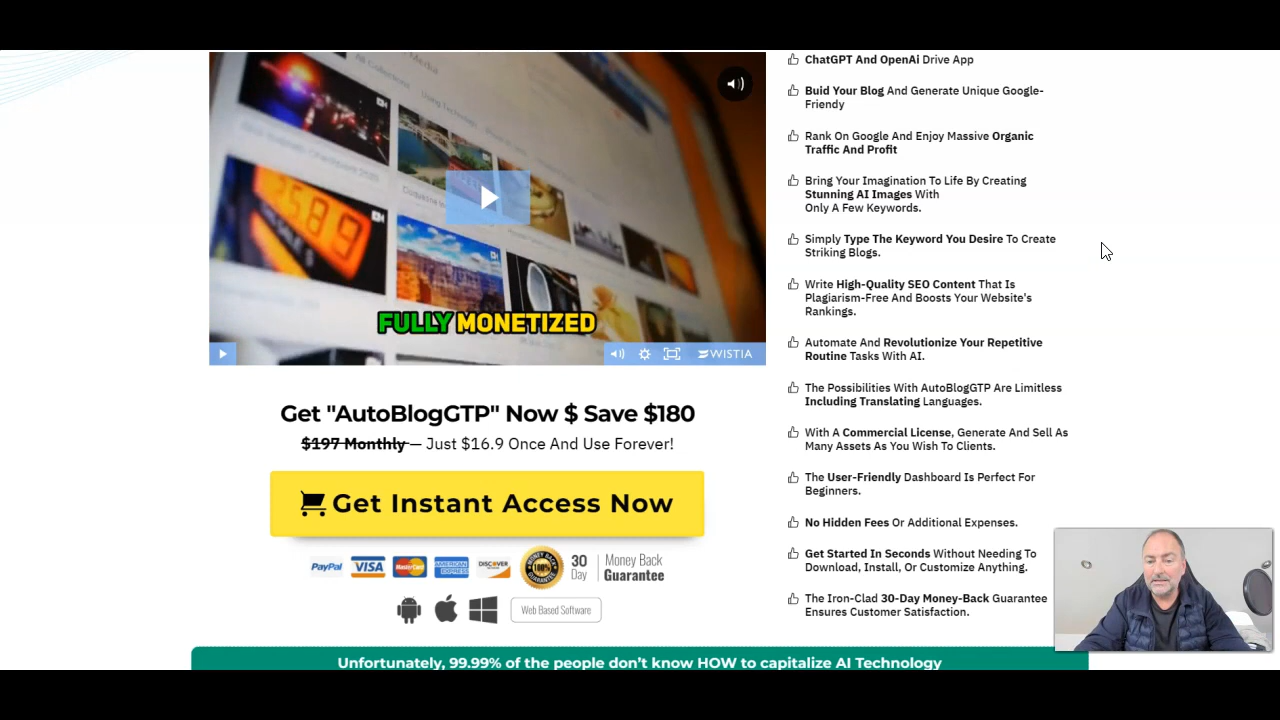 FULLY MONETIZED
WISTIA
Get "AutoBlogGTP" Now $ Save $180
$197 Monthly — Just $16.9 Once And Use Forever!
Get Instant Access Now
PayPal VISA MasterCard AMERICAN EXPRESS DISCOVER
MONEY BACK 100% GUARANTEE
30 Day Money Back Guarantee
Web Based Software
ChatGPT And OpenAi Drive App
Buid Your Blog And Generate Unique Google-
Friendy
Rank On Google And Enjoy Massive Organic
Traffic And Profit
Bring Your Imagination To Life By Creating
Stunning AI Images With
Only A Few Keywords.
Simply Type The Keyword You Desire To Create
Striking Blogs.
Write High-Quality SEO Content That Is
Plagiarism-Free And Boosts Your Website's
Rankings.
Automate And Revolutionize Your Repetitive
Routine Tasks With AI.
The Possibilities With AutoBlogGTP Are Limitless
Including Translating Languages.
With A Commercial License, Generate And Sell As
Many Assets As You Wish To Clients.
The User-Friendly Dashboard Is Perfect For
Beginners.
No Hidden Fees Or Additional Expenses.
Get Started In Seconds Without Needing To
Download, Install, Or Customize Anything.
The Iron-Clad 30-Day Money-Back Guarantee
Ensures Customer Satisfaction.
Unfortunately, 99.99% of the people don't know HOW to capitalize AI Technology